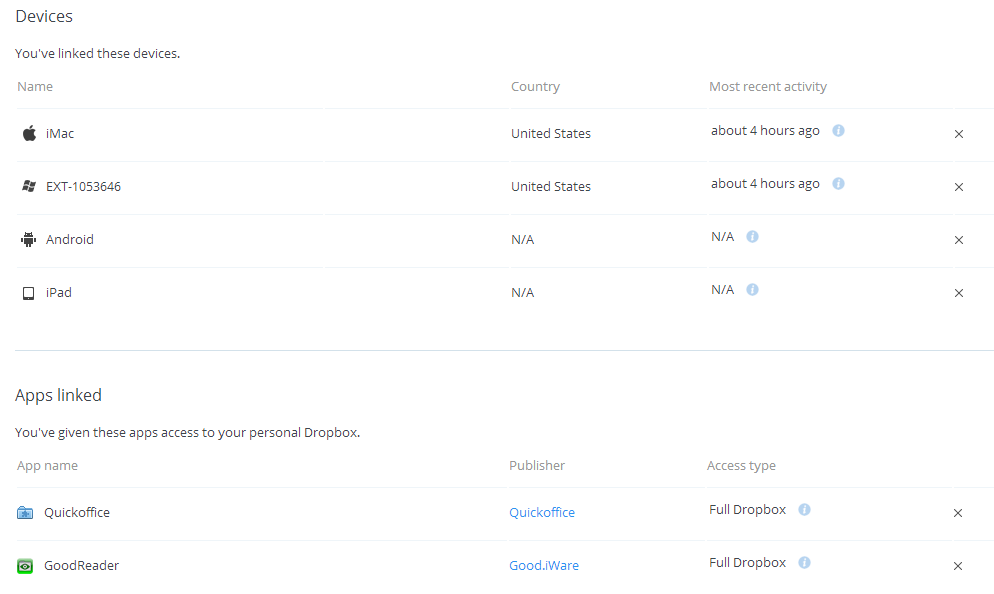 Devices
You've linked these devices.
Name Country Most recent activity
iMac United States about 4 hours ago
EXT-1053646 United States about 4 hours ago
Android N/A N/A
iPad N/A N/A
Apps linked
You've given these apps access to your personal Dropbox.
App name Publisher Access type
Quickoffice Quickoffice Full Dropbox
GoodReader Good.iWare Full Dropbox